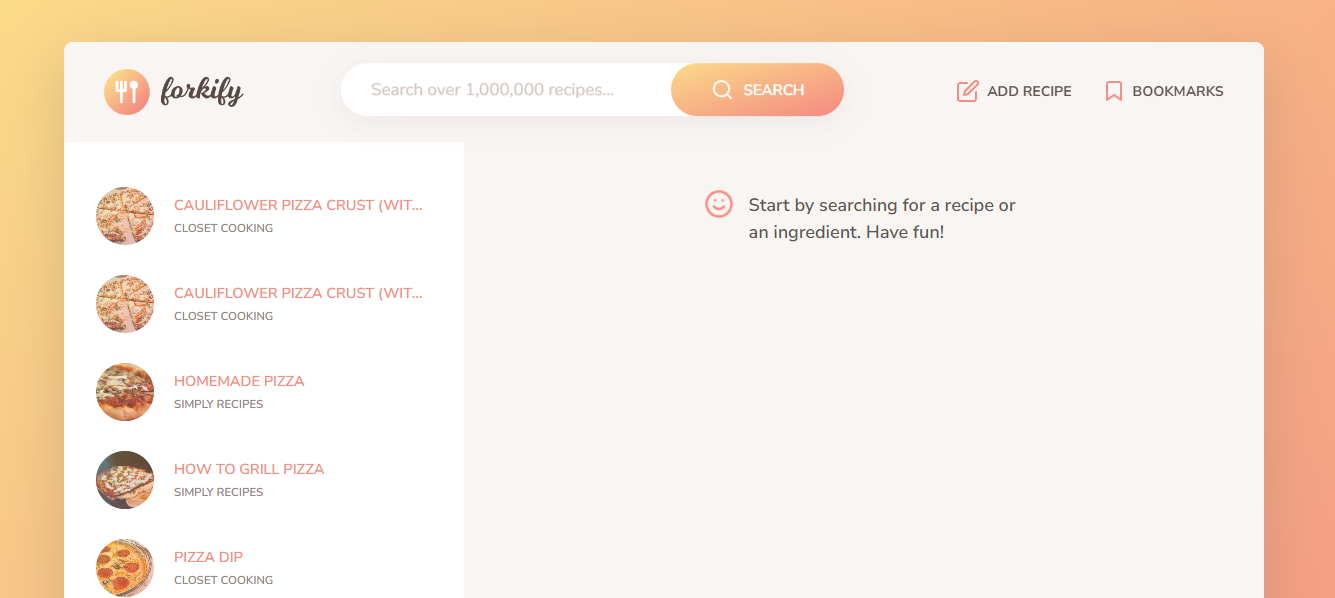 forkify
Search over 1,000,000 recipes...
SEARCH
ADD RECIPE
BOOKMARKS
CAULIFLOWER PIZZA CRUST (WIT...
CLOSET COOKING
CAULIFLOWER PIZZA CRUST (WIT...
CLOSET COOKING
HOMEMADE PIZZA
SIMPLY RECIPES
HOW TO GRILL PIZZA
SIMPLY RECIPES
PIZZA DIP
CLOSET COOKING
Start by searching for a recipe or
an ingredient. Have fun!